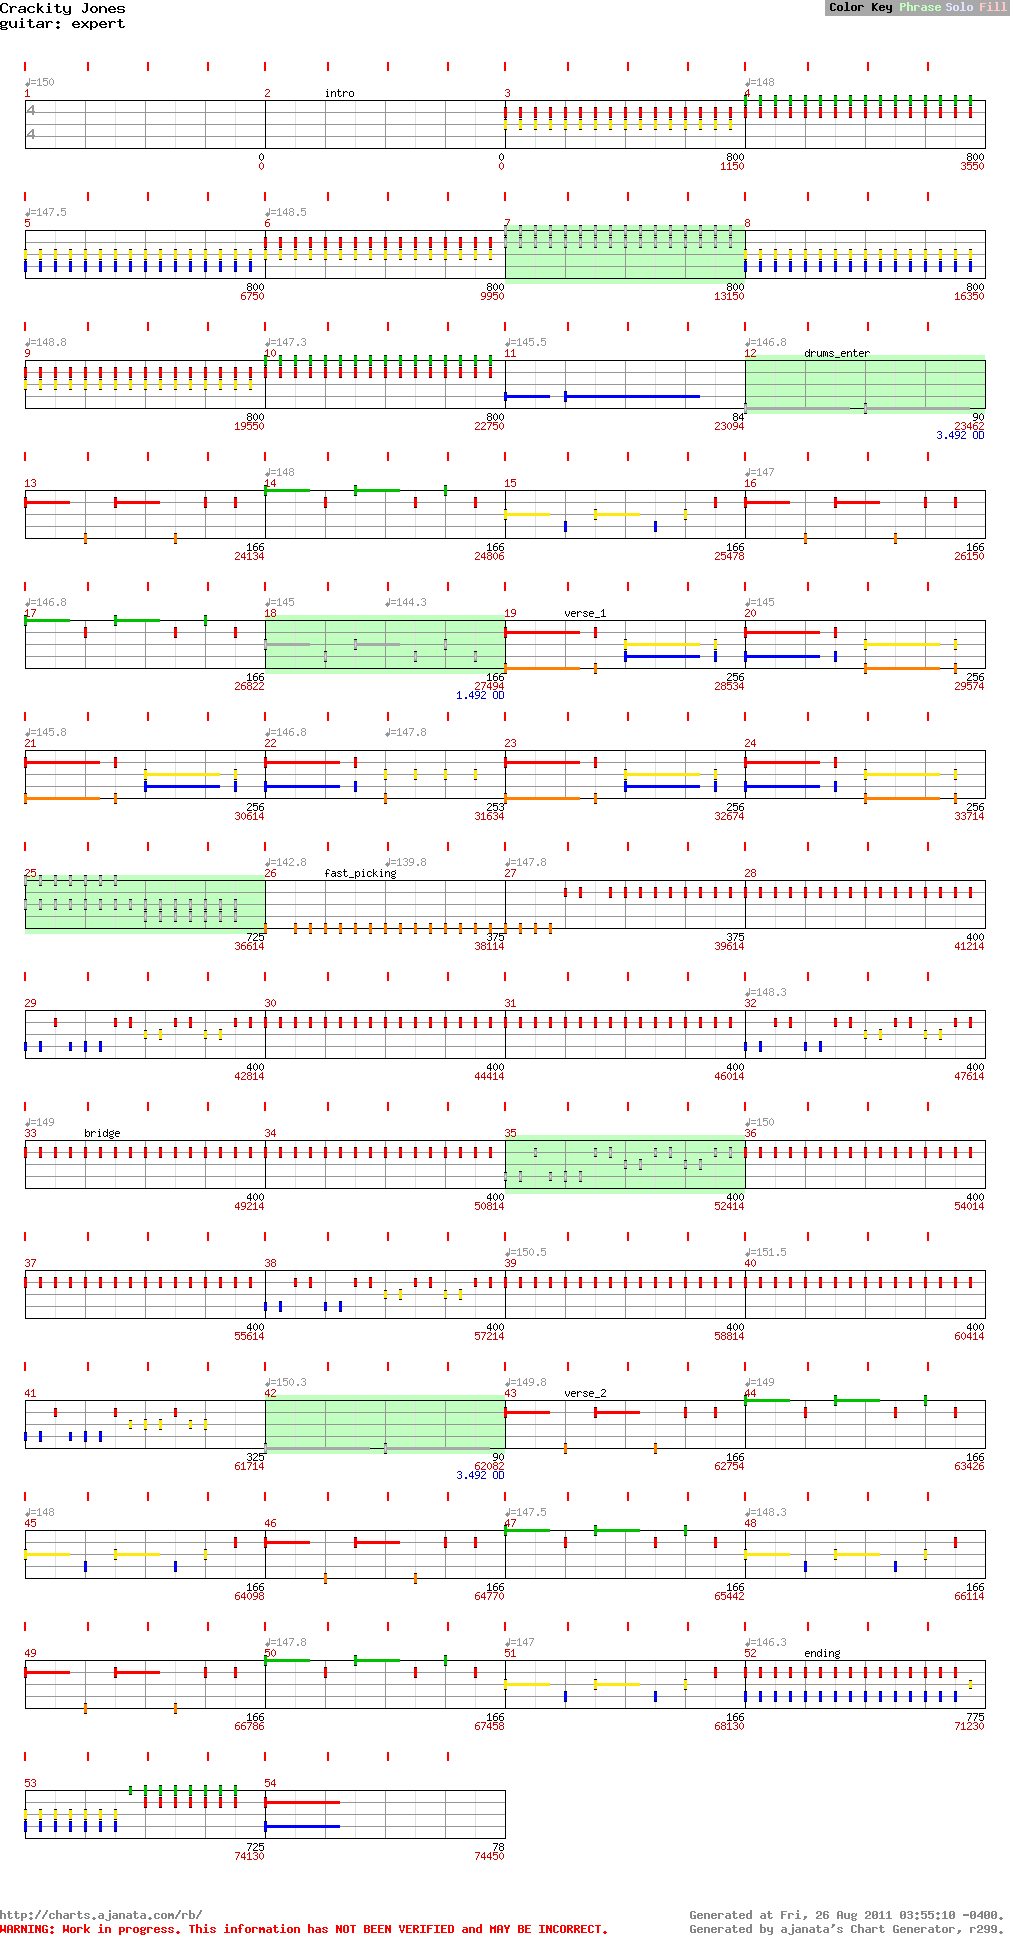 Crackity Jones
guitar: expert
Color Key Phrase Solo Fill
♩=150 ♩=148
1 2 intro 3 4
4
4
0 0 800 800
0 0 1150 3550
♩=147.5 ♩=148.5
5 6 7 8
800 800 800 800
6750 9950 13150 16350
♩=148.8 ♩=147.3 ♩=145.5 ♩=146.8
9 10 11 12 drums_enter
800 800 84 90
19550 22750 23094 23462
3.492 OD
♩=148 ♩=147
13 14 15 16
166 166 166 166
24134 24806 25478 26150
♩=146.8 ♩=145 ♩=144.3 ♩=145
17 18 19 verse_1 20
166 166 256 256
26822 27494 28534 29574
1.492 OD
♩=145.8 ♩=146.8 ♩=147.8
21 22 23 24
256 253 256 256
30614 31634 32674 33714
♩=142.8 ♩=139.8 ♩=147.8
25 26 fast_picking 27 28
725 375 375 400
36614 38114 39614 41214
♩=148.3
29 30 31 32
400 400 400 400
42814 44414 46014 47614
♩=149 ♩=150
33 bridge 34 35 36
400 400 400 400
49214 50814 52414 54014
♩=150.5 ♩=151.5
37 38 39 40
400 400 400 400
55614 57214 58814 60414
♩=150.3 ♩=149.8 ♩=149
41 42 43 verse_2 44
325 90 166 166
61714 62082 62754 63426
3.492 OD
♩=148 ♩=147.5 ♩=148.3
45 46 47 48
166 166 166 166
64098 64770 65442 66114
♩=147.8 ♩=147 ♩=146.3
49 50 51 52 ending
166 166 166 775
66786 67458 68130 71230
53 54
725 78
74130 74450
http://charts.ajanata.com/rb/
WARNING: Work in progress. This information has NOT BEEN VERIFIED and MAY BE INCORRECT.
Generated at Fri, 26 Aug 2011 03:55:10 -0400.
Generated by ajanata's Chart Generator, r299.